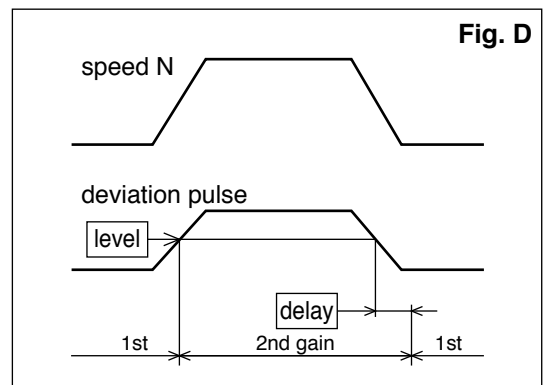 Fig. D
speed N
deviation pulse
level
delay
1st 2nd gain 1st